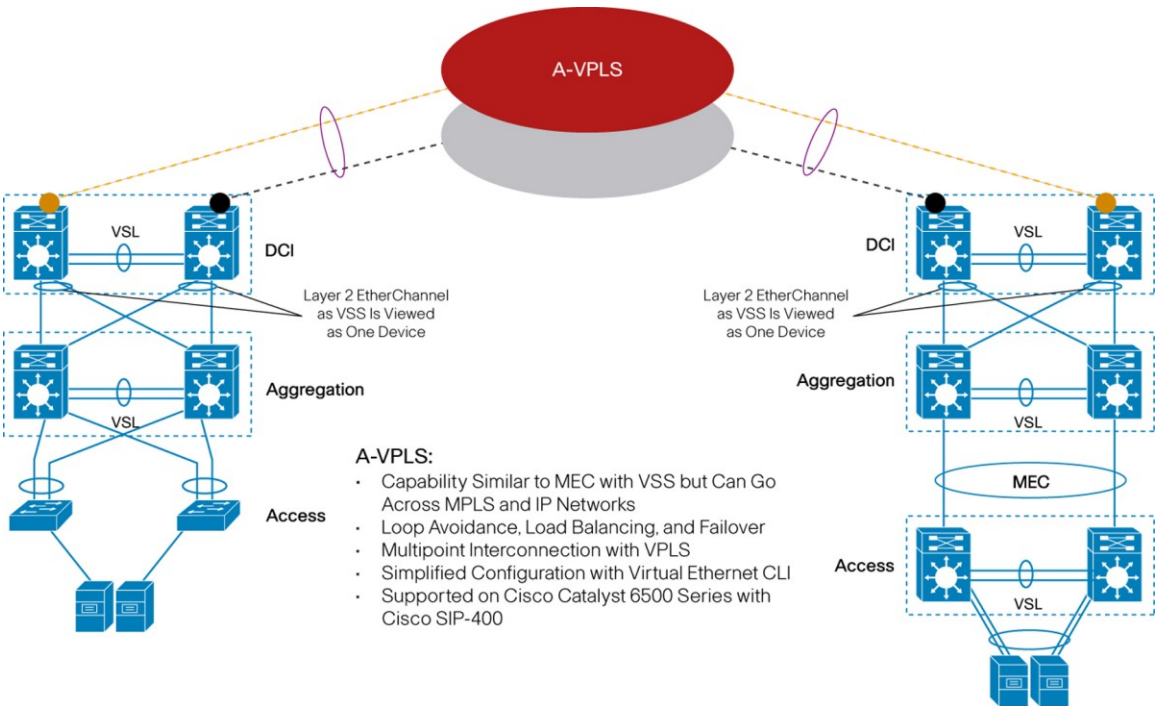 A-VPLS
VSL
DCI
Layer 2 EtherChannel
as VSS Is Viewed
as One Device
Aggregation
VSL
Access
A-VPLS:
· Capability Similar to MEC with VSS but Can Go
Across MPLS and IP Networks
· Loop Avoidance, Load Balancing, and Failover
· Multipoint Interconnection with VPLS
· Simplified Configuration with Virtual Ethernet CLI
· Supported on Cisco Catalyst 6500 Series with
Cisco SIP-400
DCI
VSL
Layer 2 EtherChannel
as VSS Is Viewed
as One Device
Aggregation
VSL
MEC
Access
VSL